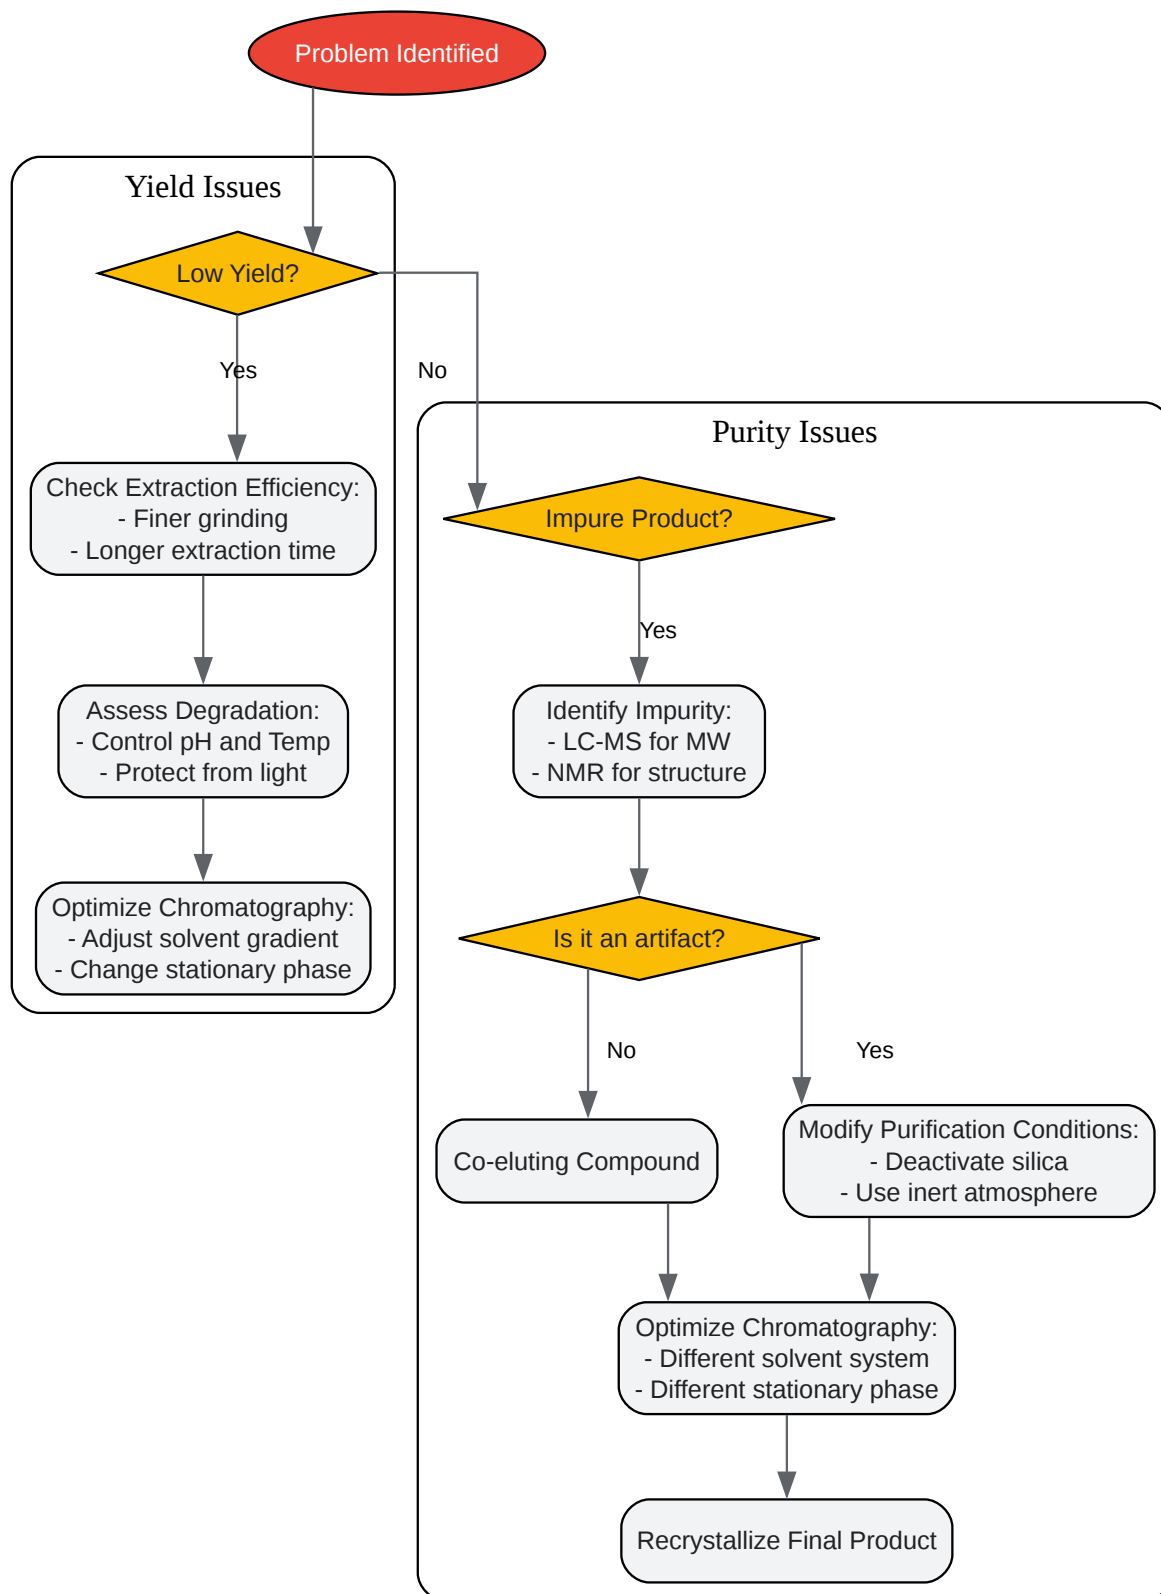 Problem Identified
Yield Issues
Low Yield?
Yes
No
Check Extraction Efficiency:
- Finer grinding
- Longer extraction time
Assess Degradation:
- Control pH and Temp
- Protect from light
Optimize Chromatography:
- Adjust solvent gradient
- Change stationary phase
Purity Issues
Impure Product?
Yes
Identify Impurity:
- LC-MS for MW
- NMR for structure
Is it an artifact?
No
Yes
Co-eluting Compound
Modify Purification Conditions:
- Deactivate silica
- Use inert atmosphere
Optimize Chromatography:
- Different solvent system
- Different stationary phase
Recrystallize Final Product